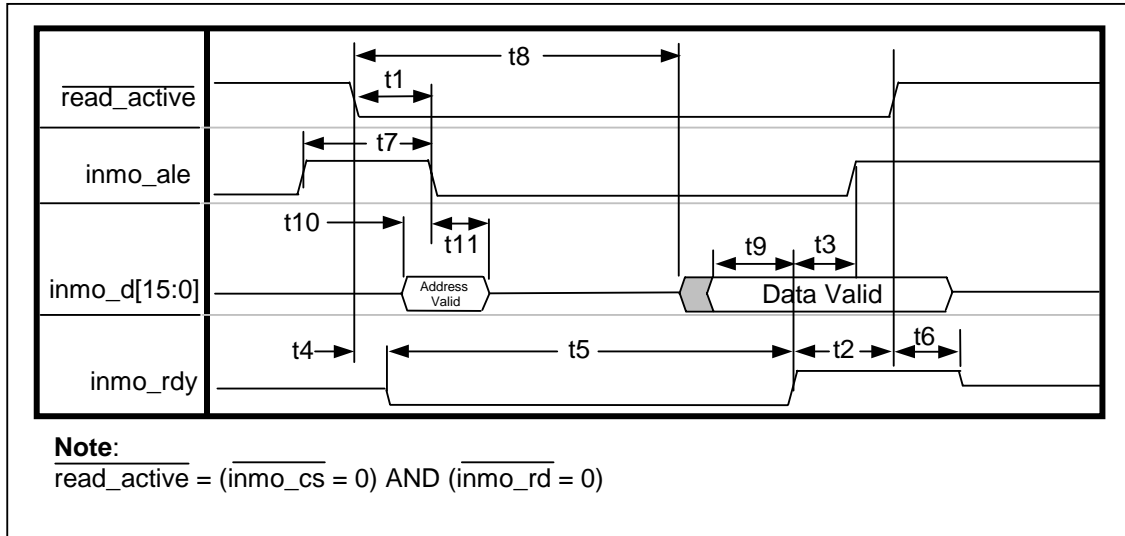 t8
read_active
t1
t7
inmo_ale
t10
t11
t9
t3
inmo_d[15:0]
Address
Valid
Data Valid
t4
t5
t2
t6
inmo_rdy
Note:
read_active = (inmo_cs = 0) AND (inmo_rd = 0)